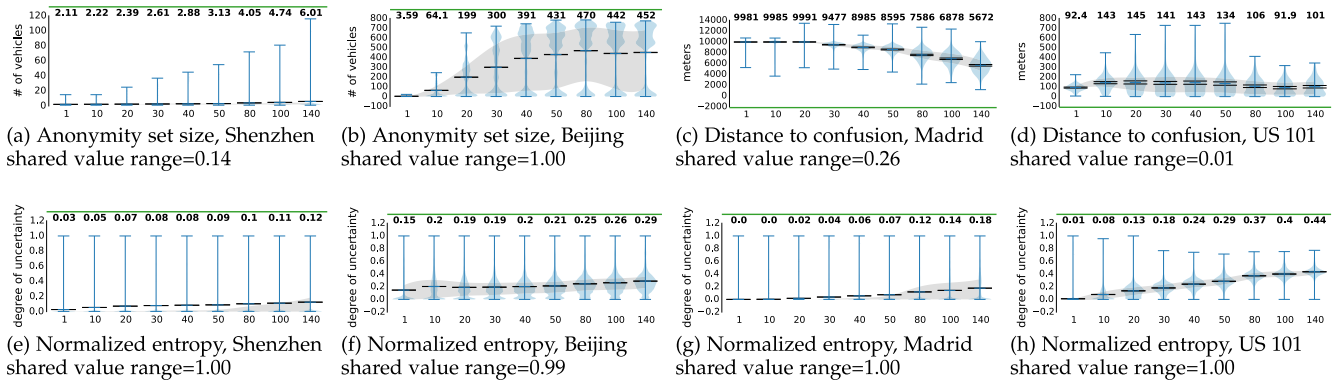 2.11 2.22 2.39 2.61 2.88 3.13 4.05 4.74 6.01
120
100
80
60
40
20
0
# of vehicles
1 10 20 30 40 50 80 100 140
(a) Anonymity set size, Shenzhen
shared value range=0.14
3.59 64.1 199 300 391 431 470 442 452
800
700
600
500
400
300
200
100
0
−100
# of vehicles
1 10 20 30 40 50 80 100 140
(b) Anonymity set size, Beijing
shared value range=1.00
9981 9985 9991 9477 8985 8595 7586 6878 5672
14000
12000
10000
8000
6000
4000
2000
0
−2000
meters
1 10 20 30 40 50 80 100 140
(c) Distance to confusion, Madrid
shared value range=0.26
92.4 143 145 141 143 134 106 91.9 101
800
700
600
500
400
300
200
100
0
−100
meters
1 10 20 30 40 50 80 100 140
(d) Distance to confusion, US 101
shared value range=0.01
0.03 0.05 0.07 0.08 0.08 0.09 0.1 0.11 0.12
1.2
1.0
0.8
0.6
0.4
0.2
0.0
degree of uncertainty
1 10 20 30 40 50 80 100 140
(e) Normalized entropy, Shenzhen
shared value range=1.00
0.15 0.2 0.19 0.19 0.2 0.21 0.25 0.26 0.29
1.2
1.0
0.8
0.6
0.4
0.2
0.0
−0.2
degree of uncertainty
1 10 20 30 40 50 80 100 140
(f) Normalized entropy, Beijing
shared value range=0.99
0.0 0.0 0.02 0.04 0.06 0.07 0.12 0.14 0.18
1.2
1.0
0.8
0.6
0.4
0.2
0.0
−0.2
degree of uncertainty
1 10 20 30 40 50 80 100 140
(g) Normalized entropy, Madrid
shared value range=1.00
0.01 0.08 0.13 0.18 0.24 0.29 0.37 0.4 0.44
1.2
1.0
0.8
0.6
0.4
0.2
0.0
−0.2
degree of uncertainty
1 10 20 30 40 50 80 100 140
(h) Normalized entropy, US 101
shared value range=1.00